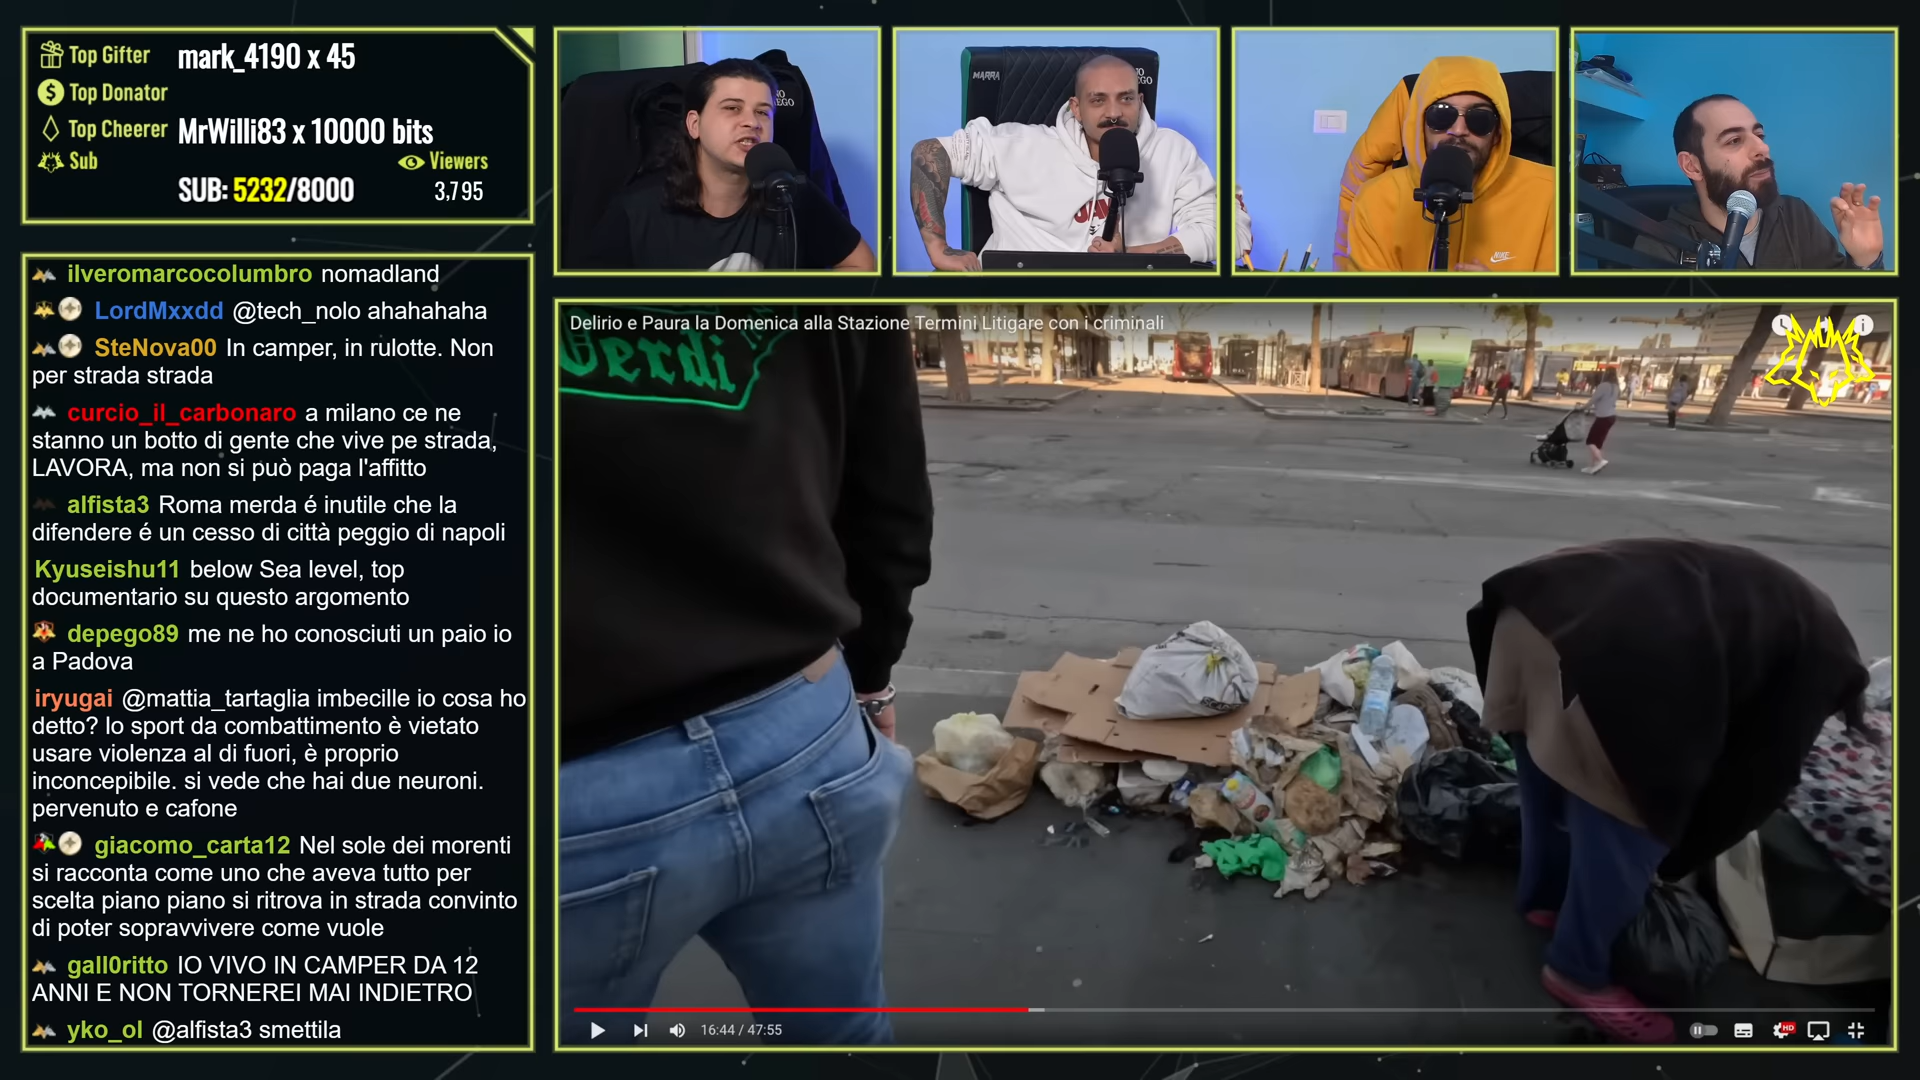 Top Gifter mark_4190 x 45
Top Donator
Top Cheerer MrWilli83 x 10000 bits
Sub Viewers
SUB: 5232/8000 3,795
ilveromarcocolumbro nomadland
LordMxxdd @tech_nolo ahahahaha
SteNova00 In camper, in rulotte. Non
per strada strada
curcio_il_carbonaro a milano ce ne
stanno un botto di gente che vive pe strada,
LAVORA, ma non si può paga l'affitto
alfista3 Roma merda é inutile che la
difendere é un cesso di città peggio di napoli
Kyuseishu11 below Sea level, top
documentario su questo argomento
depego89 me ne ho conosciuti un paio io
a Padova
iryugai @mattia_tartaglia imbecille io cosa ho
detto? lo sport da combattimento è vietato
usare violenza al di fuori, è proprio
inconcepibile. si vede che hai due neuroni.
pervenuto e cafone
giacomo_carta12 Nel sole dei morenti
si racconta come uno che aveva tutto per
scelta piano piano si ritrova in strada convinto
di poter sopravvivere come vuole
gall0ritto IO VIVO IN CAMPER DA 12
ANNI E NON TORNEREI MAI INDIETRO
yko_ol @alfista3 smettila
MARRA
NIKE
Delirio e Paura la Domenica alla Stazione Termini Litigare con i criminali
Verdi
16:44 / 47:55
HD